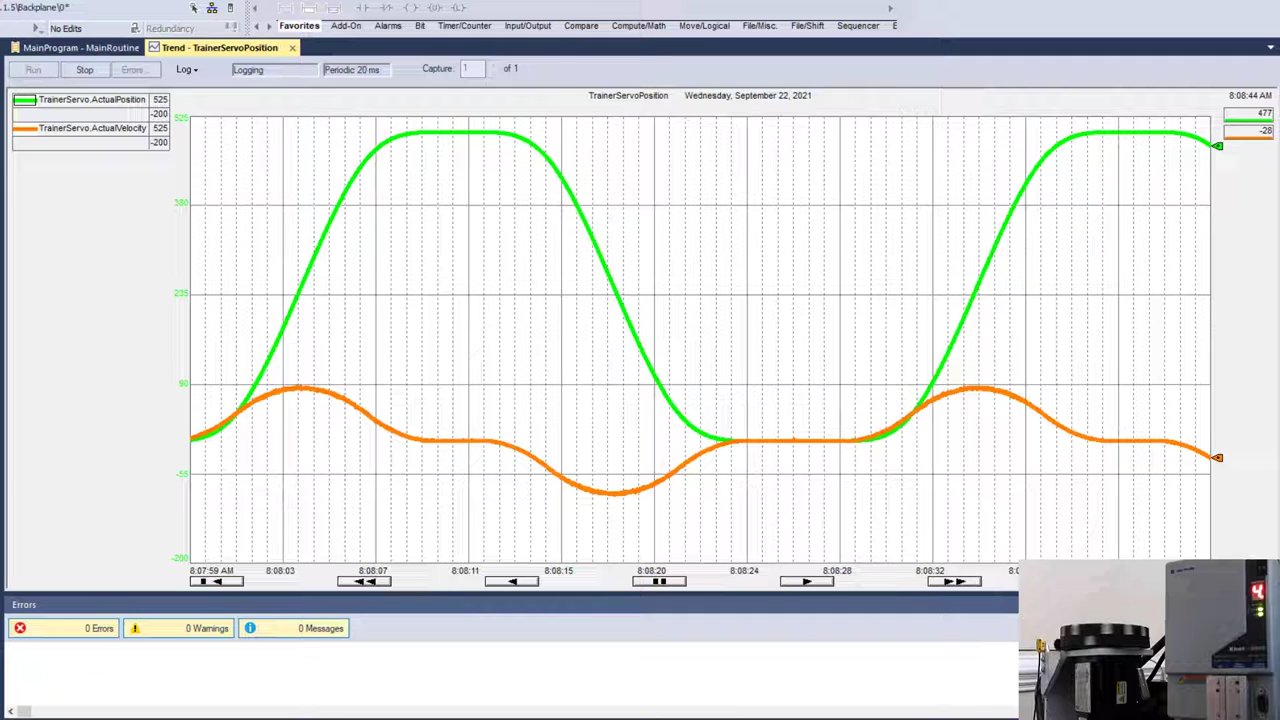 1.5\Backplane\0*
No Edits
Redundancy
Favorites Add-On Alarms Bit Timer/Counter Input/Output Compare Compute/Math Move/Logical File/Misc. File/Shift Sequencer E
MainProgram - MainRoutine Trend - TrainerServoPosition
Run Stop Errors... Log Logging Periodic 20 ms Capture: 1 of 1
TrainerServoPosition Wednesday, September 22, 2021 8:08:44 AM
TrainerServo.ActualPosition 525
-200
TrainerServo.ActualVelocity 525
-200
477
-28
525
380
235
90
-55
-200
8:07:59 AM 8:08:03 8:08:07 8:08:11 8:08:15 8:08:20 8:08:24 8:08:28 8:08:32
Errors
0 Errors 0 Warnings 0 Messages
4